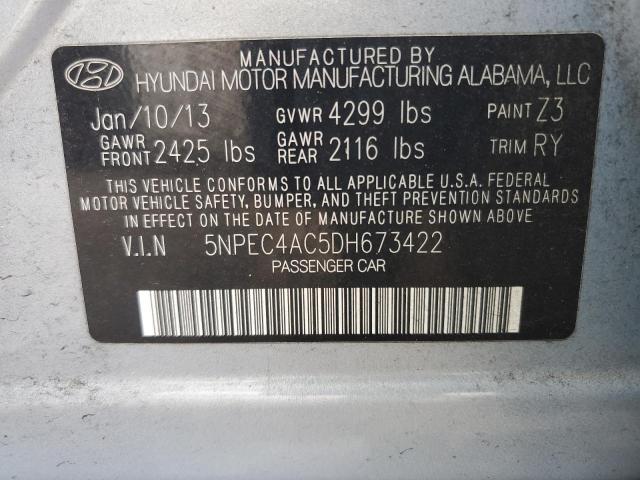 MANUFACTURED BY
HYUNDAI MOTOR MANUFACTURING ALABAMA, LLC
Jan/10/13 GVWR 4299 lbs PAINT Z3
GAWR FRONT 2425 lbs GAWR REAR 2116 lbs TRIM RY
THIS VEHICLE CONFORMS TO ALL APPLICABLE U.S.A. FEDERAL
MOTOR VEHICLE SAFETY, BUMPER, AND THEFT PREVENTION STANDARDS
IN EFFECT ON THE DATE OF MANUFACTURE SHOWN ABOVE
V.I.N 5NPEC4AC5DH673422
PASSENGER CAR